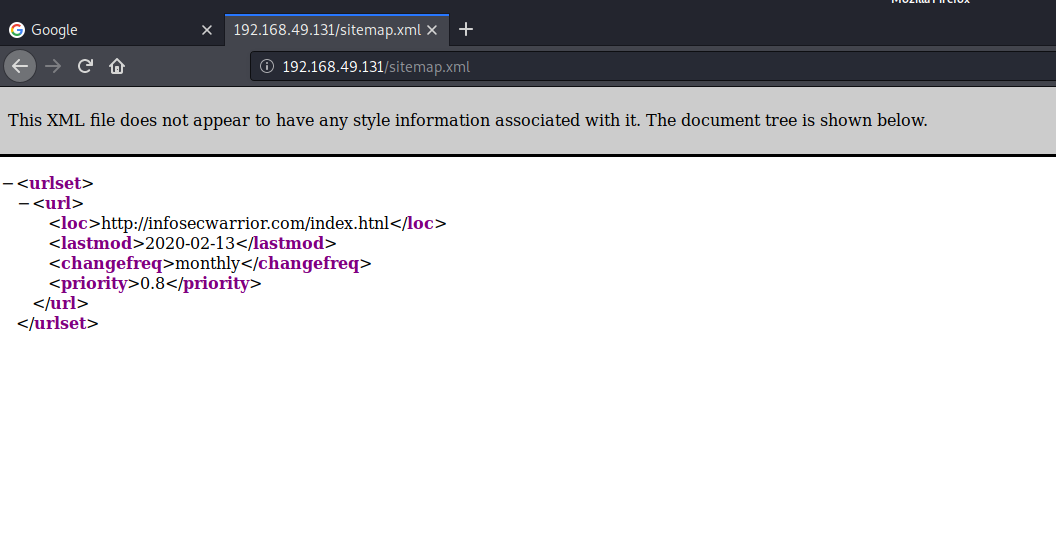 Mozilla Firefox
Google
192.168.49.131/sitemap.xml
192.168.49.131/sitemap.xml
This XML file does not appear to have any style information associated with it. The document tree is shown below.
−<urlset>
−<url>
<loc>http://infosecwarrior.com/index.htnl</loc>
<lastmod>2020-02-13</lastmod>
<changefreq>monthly</changefreq>
<priority>0.8</priority>
</url>
</urlset>